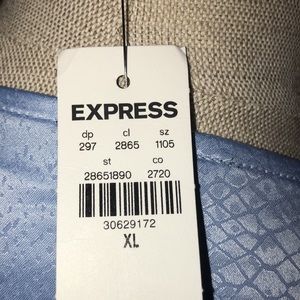 EXPRESS
dp cl sz
297 2865 1105
st co
28651890 2720
30629172
XL